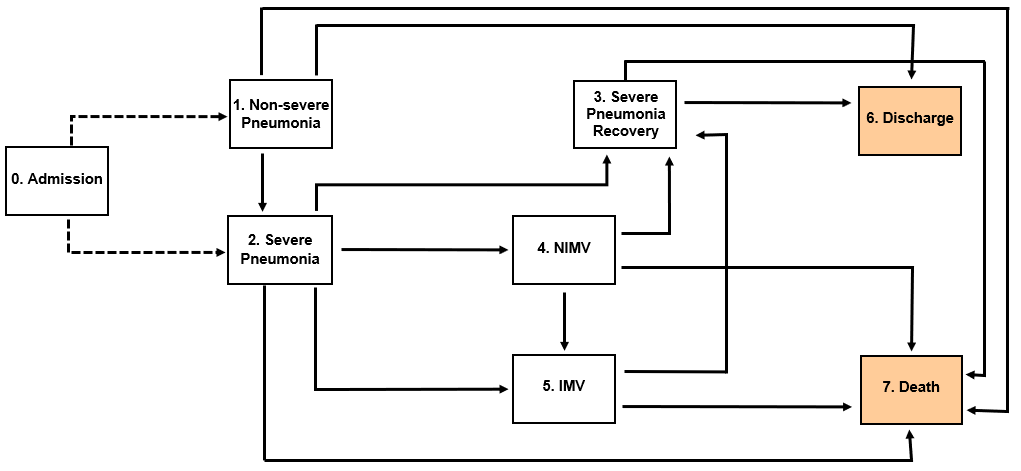 0. Admission
1. Non-severe
Pneumonia
2. Severe
Pneumonia
3. Severe
Pneumonia
Recovery
4. NIMV
5. IMV
6. Discharge
7. Death